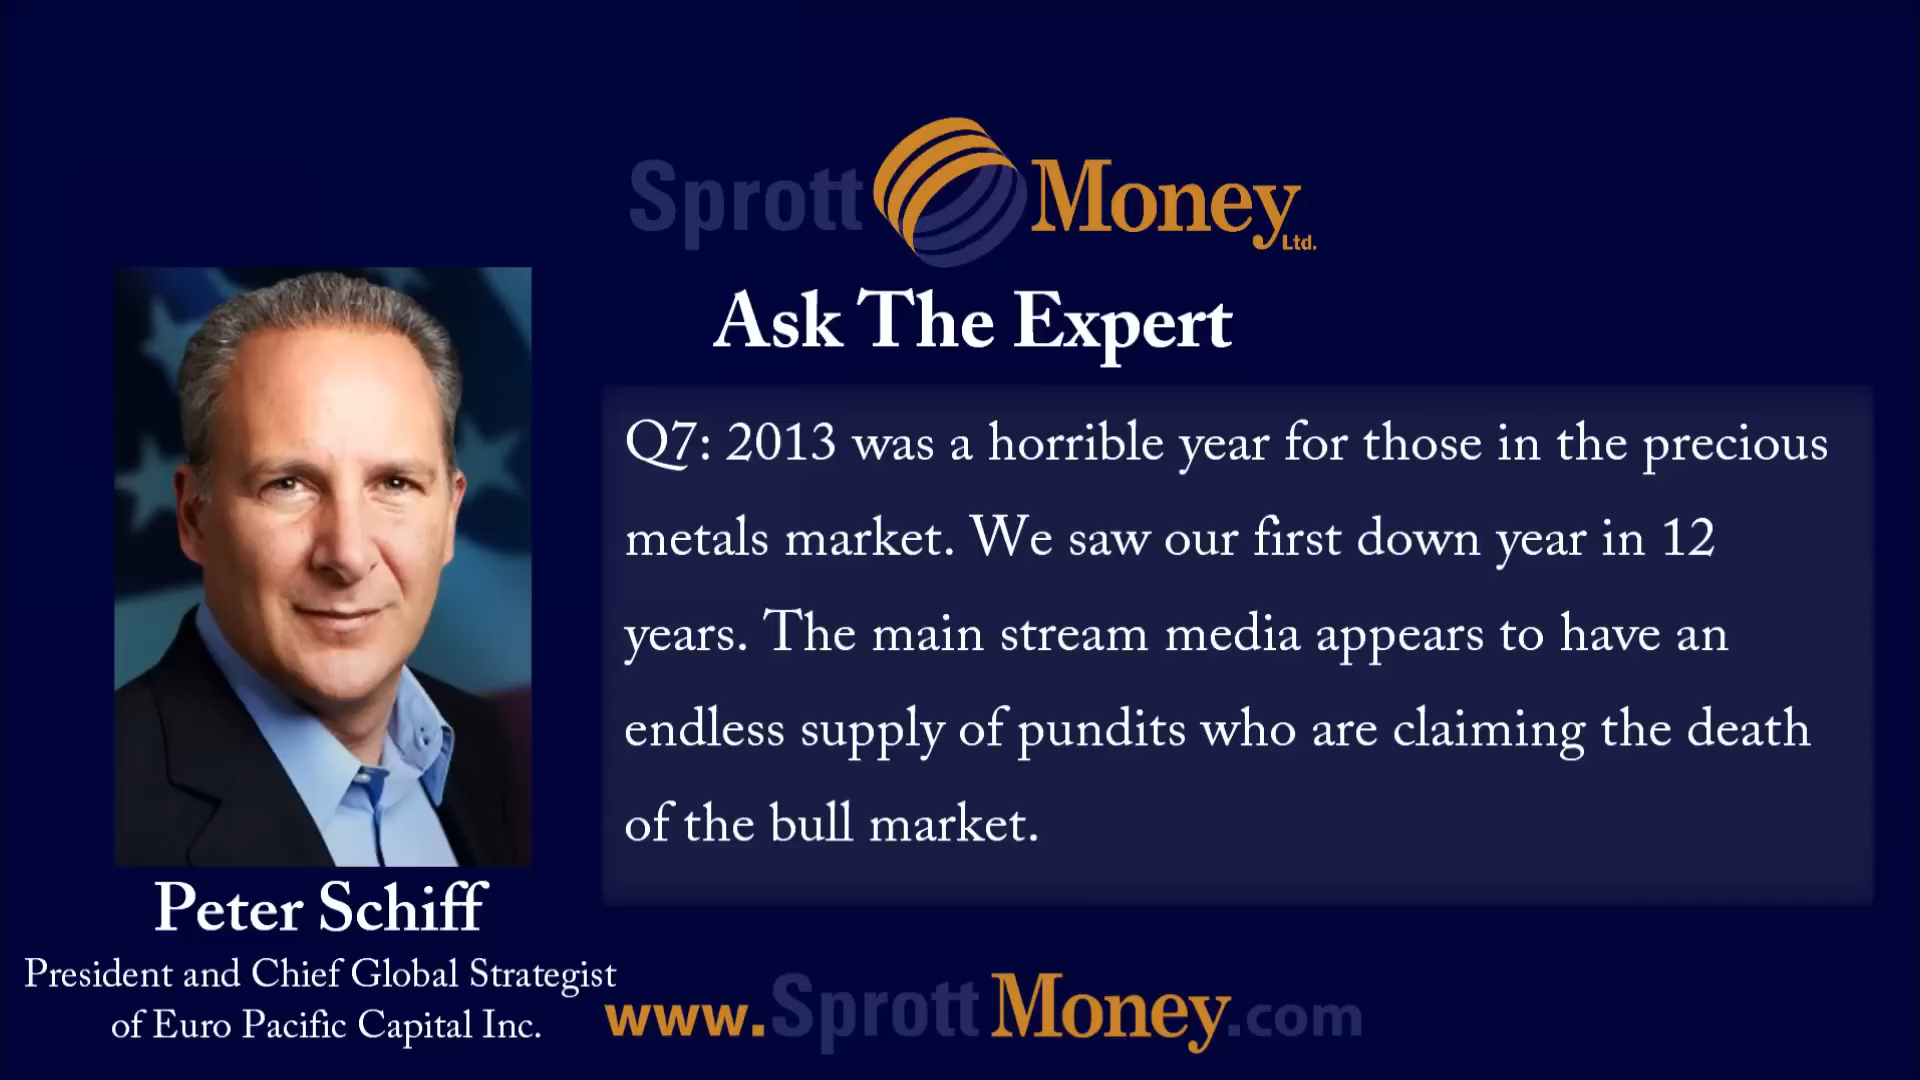 Sprott Money Ltd.
Ask The Expert
Q7: 2013 was a horrible year for those in the precious
metals market. We saw our first down year in 12
years. The main stream media appears to have an
endless supply of pundits who are claiming the death
of the bull market.
Peter Schiff
President and Chief Global Strategist
of Euro Pacific Capital Inc.
www.SprottMoney.com